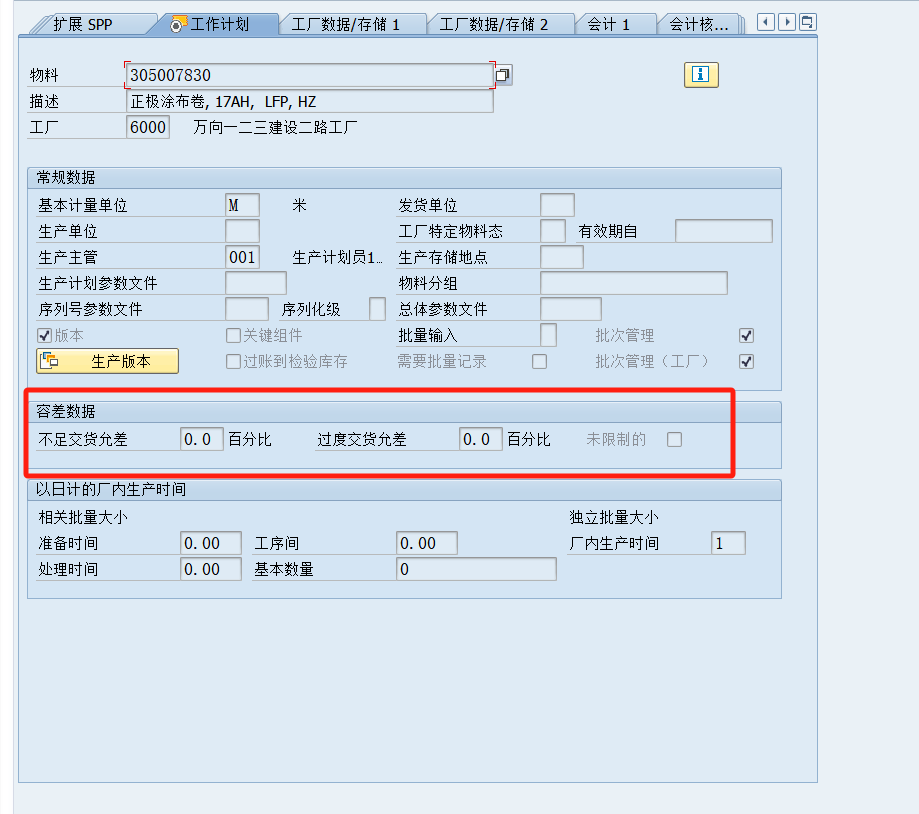 扩展 SPP 工作计划 工厂数据/存储 1 工厂数据/存储 2 会计 1 会计核...
物料 305007830
描述 正极涂布卷, 17AH, LFP, HZ
工厂 6000 万向一二三建设二路工厂
常规数据
基本计量单位 M 米 发货单位
生产单位 工厂特定物料态 有效期自
生产主管 001 生产计划员1… 生产存储地点
生产计划参数文件 物料分组
序列号参数文件 序列化级 总体参数文件
版本 关键组件 批量输入 批次管理
生产版本 过账到检验库存 需要批量记录 批次管理（工厂）
容差数据
不足交货允差 0.0 百分比 过度交货允差 0.0 百分比 未限制的
以日计的厂内生产时间
相关批量大小 独立批量大小
准备时间 0.00 工序间 0.00 厂内生产时间 1
处理时间 0.00 基本数量 0